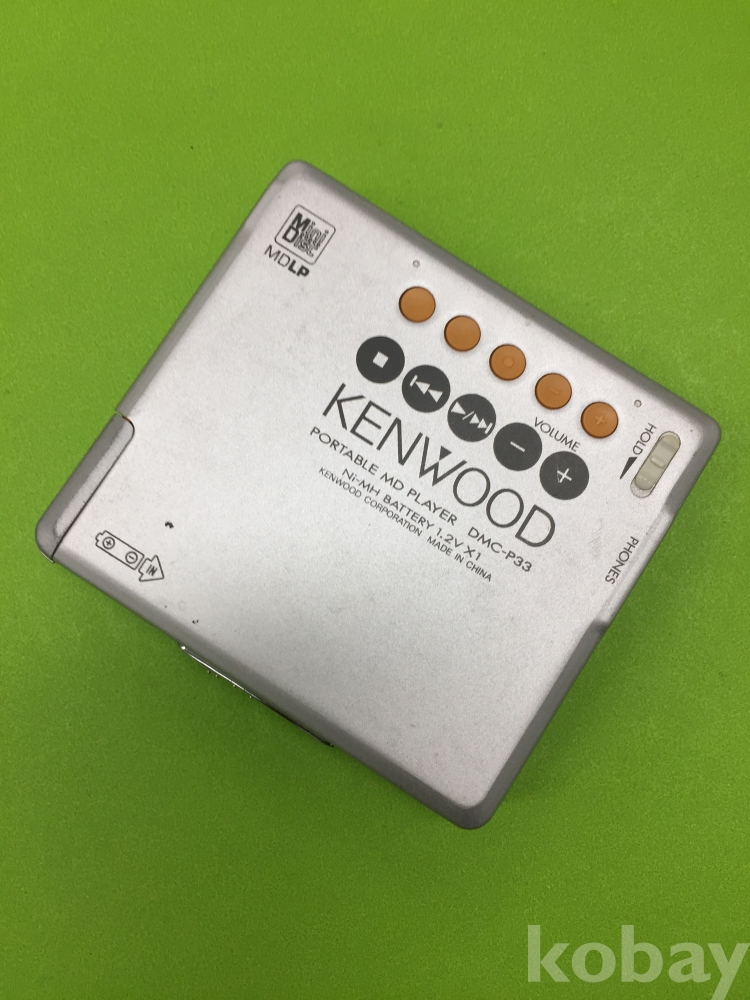 Mini
Disc
MDLP
VOLUME
HOLD
KENWOOD
PORTABLE MD PLAYER DMC-P33
Ni-MH BATTERY 1.2V X1
KENWOOD CORPORATION MADE IN CHINA
PHONES
IN
kobay